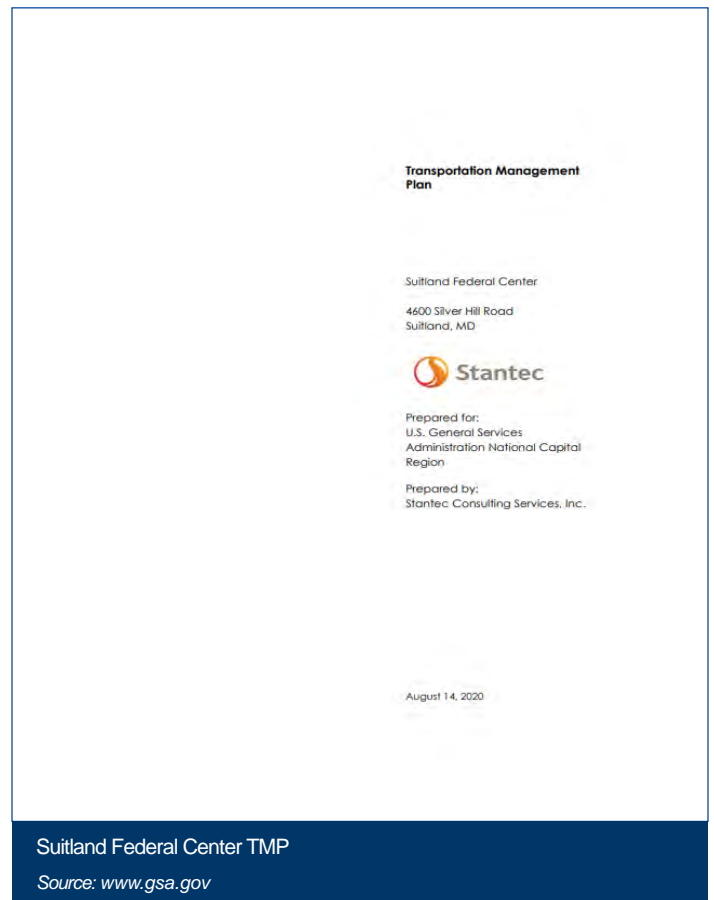 Transportation Management
Plan
Suitland Federal Center
4600 Silver Hill Road
Suitland, MD
Stantec
Prepared for:
U.S. General Services
Administration National Capital
Region
Prepared by:
Stantec Consulting Services, Inc.
August 14, 2020
Suitland Federal Center TMP
Source: www.gsa.gov